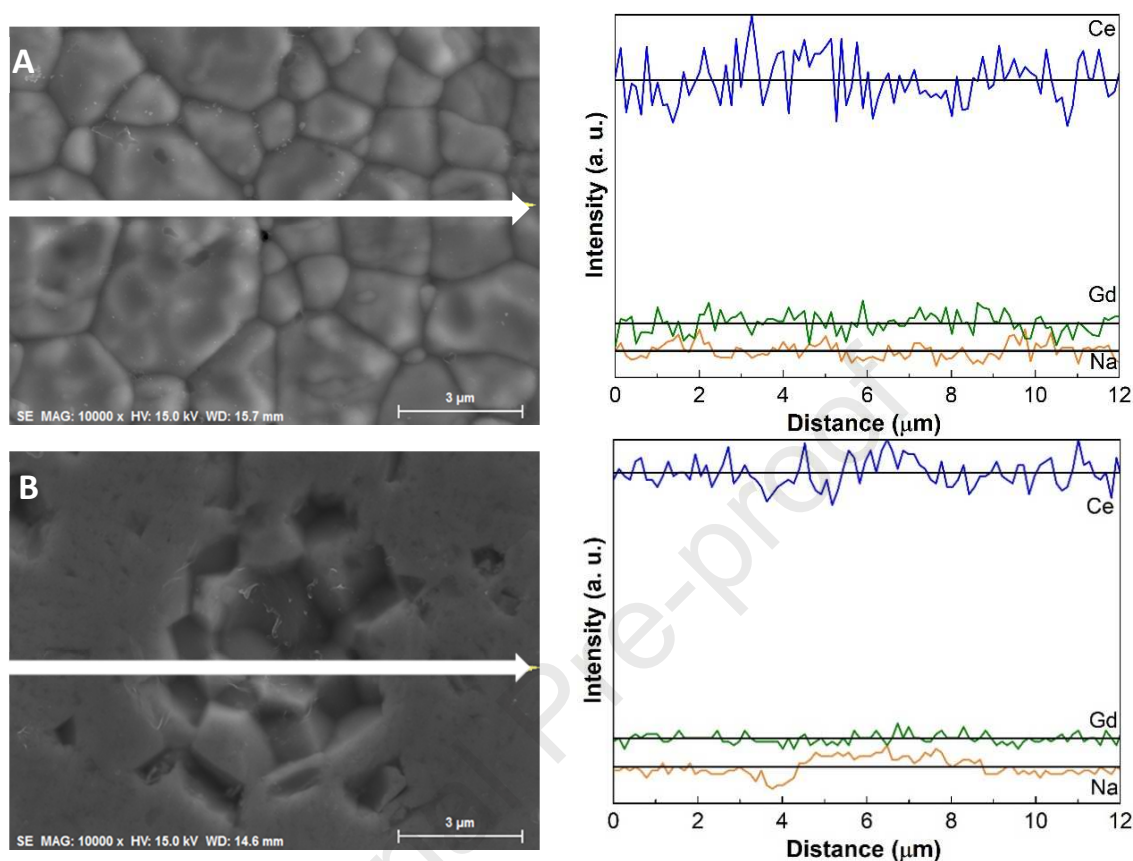 A
3 µm
SE MAG: 10000 x HV: 15.0 kV WD: 15.7 mm
Ce
Gd
Na
Intensity (a. u.)
0 2 4 6 8 10 12
Distance (µm)
B
3 µm
SE MAG: 10000 x HV: 15.0 kV WD: 14.6 mm
Ce
Gd
Na
Intensity (a. u.)
0 2 4 6 8 10 12
Distance (µm)
Pre-proof